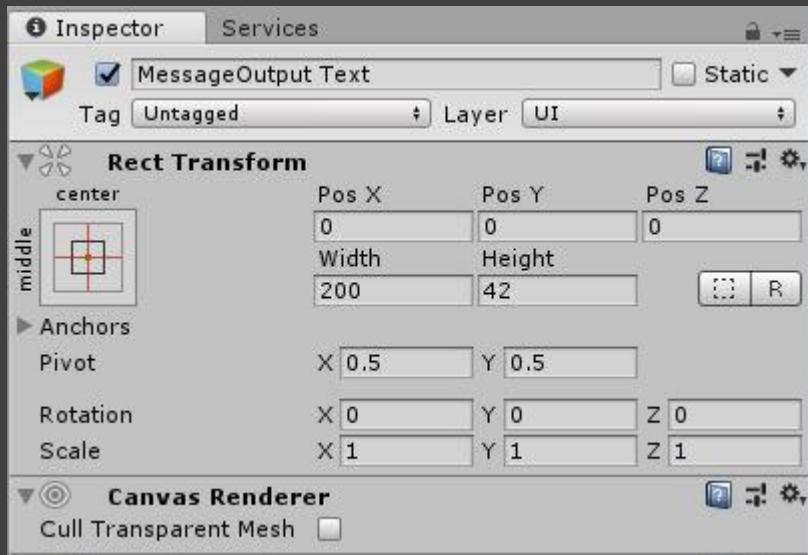 Inspector Services
MessageOutput Text Static
Tag Untagged Layer UI
Rect Transform
center Pos X Pos Y Pos Z
middle 0 0 0
Width Height
200 42 R
Anchors
Pivot X 0.5 Y 0.5
Rotation X 0 Y 0 Z 0
Scale X 1 Y 1 Z 1
Canvas Renderer
Cull Transparent Mesh